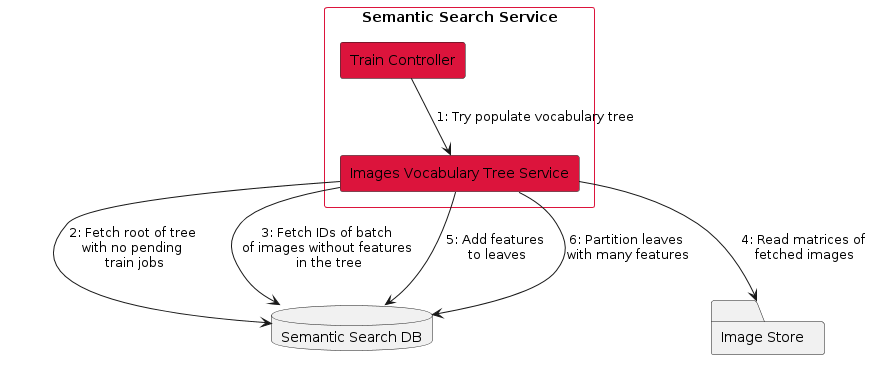 Semantic Search Service
Train Controller
1: Try populate vocabulary tree
Images Vocabulary Tree Service
2: Fetch root of tree
with no pending
train jobs
3: Fetch IDs of batch
of images without features
in the tree
5: Add features
to leaves
6: Partition leaves
with many features
4: Read matrices of
fetched images
Semantic Search DB
Image Store